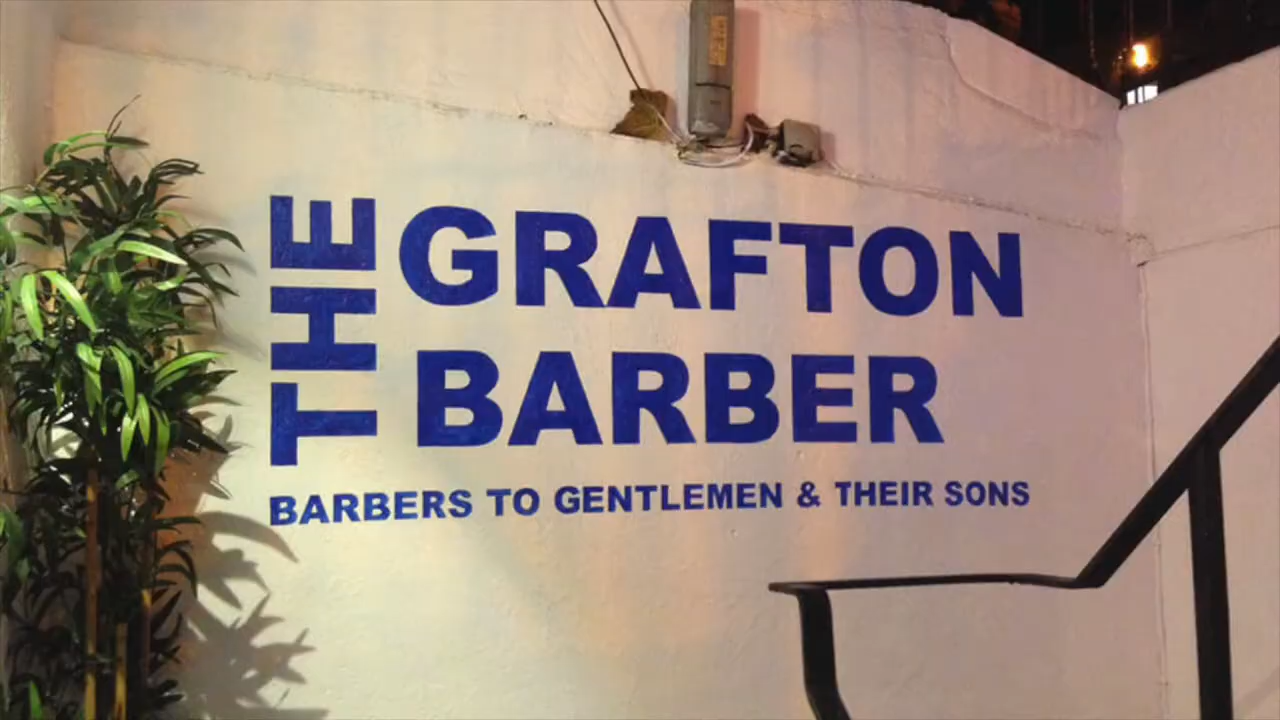 THE
GRAFTON
BARBER
BARBERS TO GENTLEMEN & THEIR SONS